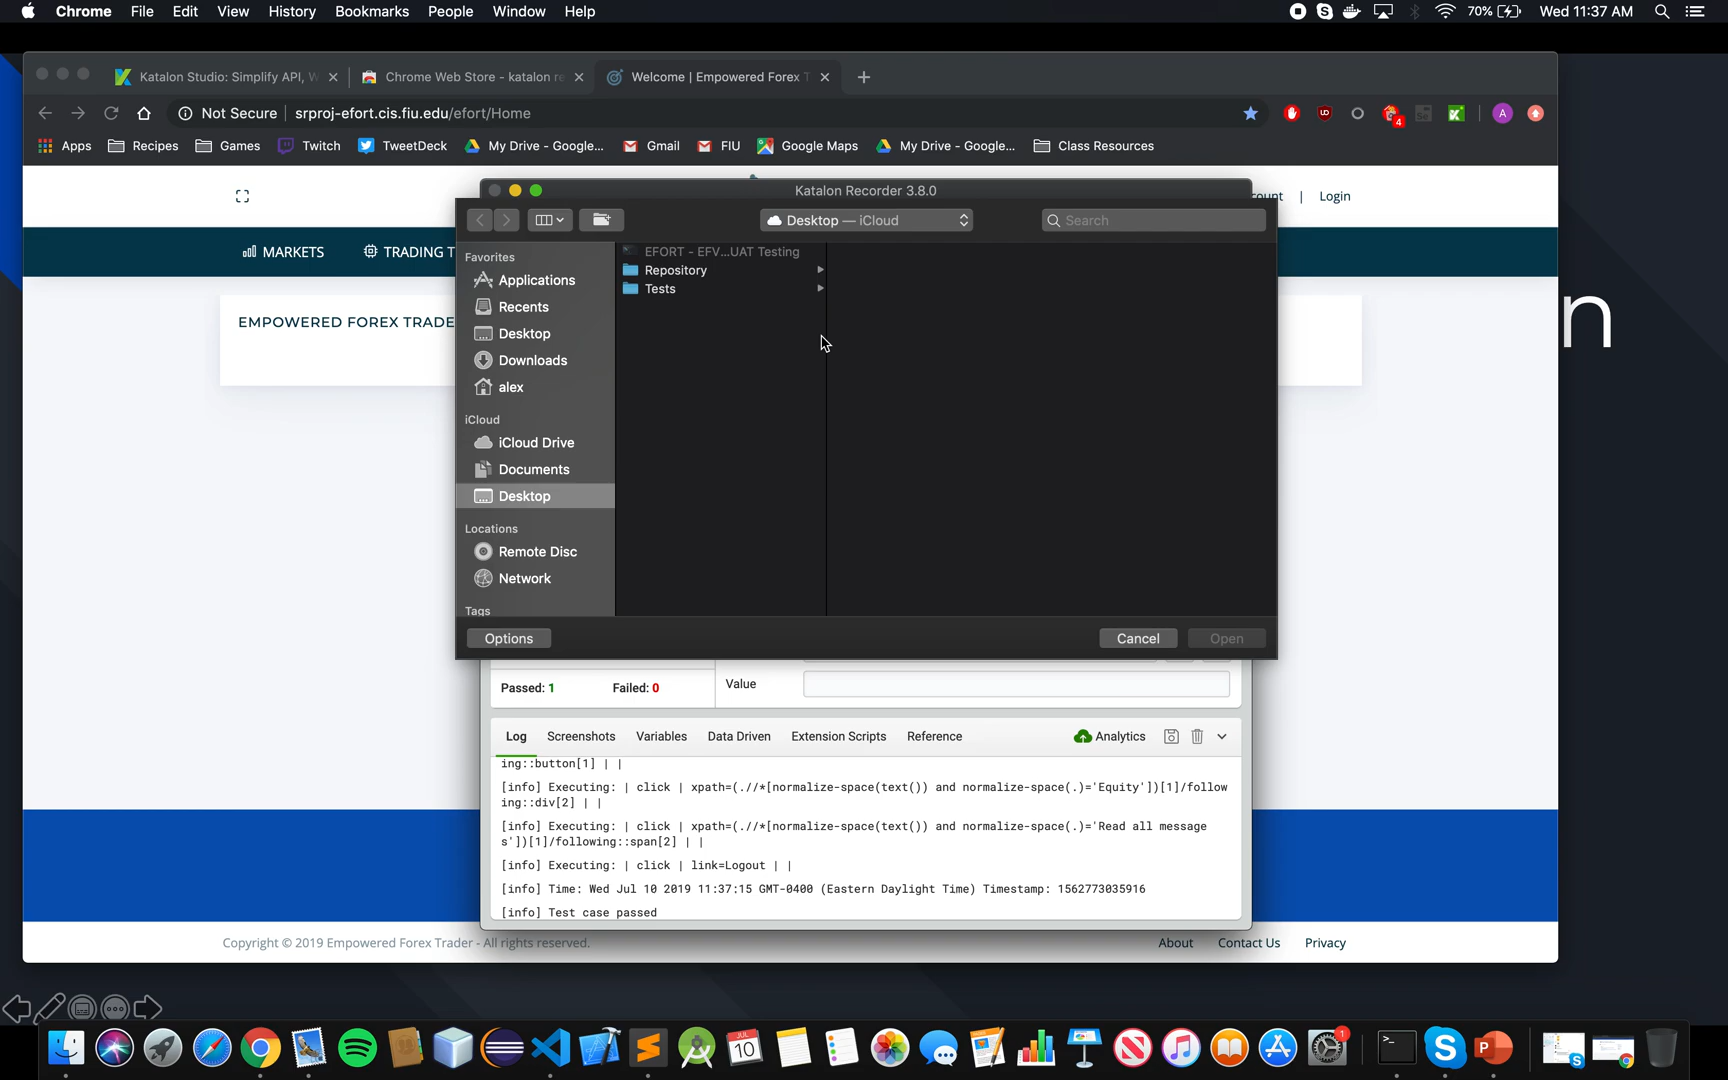 Chrome File Edit View History Bookmarks People Window Help
70% Wed 11:37 AM
Katalon Studio: Simplify API, W
Chrome Web Store - katalon re
Welcome | Empowered Forex T
Not Secure srproj-efort.cis.fiu.edu/efort/Home
4
A
Apps Recipes Games Twitch TweetDeck My Drive - Google... Gmail FIU Google Maps My Drive - Google... Class Resources
Katalon Recorder 3.8.0
count | Login
Desktop — iCloud
Search
MARKETS TRADING T
Favorites
Applications
Recents
Desktop
Downloads
alex
iCloud
iCloud Drive
Documents
Desktop
Locations
Remote Disc
Network
Tags
EFORT - EFV...UAT Testing
Repository
Tests
EMPOWERED FOREX TRADE
n
Options
Cancel
Open
Passed: 1 Failed: 0
Value
Log Screenshots Variables Data Driven Extension Scripts Reference Analytics
ing::button[1] | |
[info] Executing: | click | xpath=(.//*[normalize-space(text()) and normalize-space(.)='Equity'])[1]/follow
ing::div[2] | |
[info] Executing: | click | xpath=(.//*[normalize-space(text()) and normalize-space(.)='Read all message
s'])[1]/following::span[2] | |
[info] Executing: | click | link=Logout | |
[info] Time: Wed Jul 10 2019 11:37:15 GMT-0400 (Eastern Daylight Time) Timestamp: 1562773035916
[info] Test case passed
Copyright © 2019 Empowered Forex Trader - All rights reserved.
About Contact Us Privacy
JUL
10
1